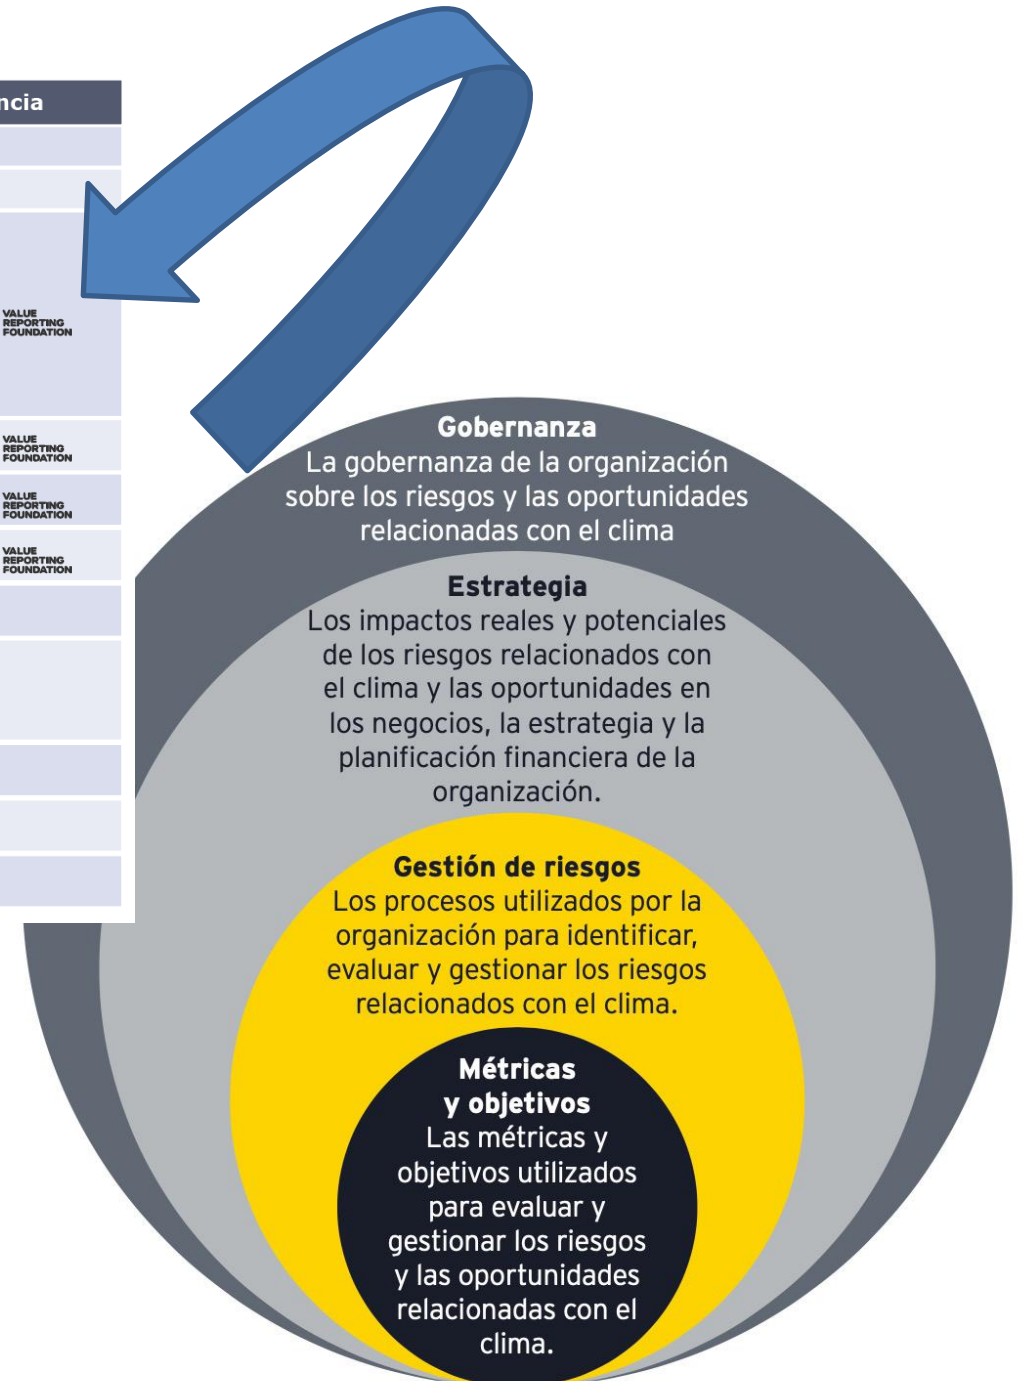 ncia
VALUE
REPORTING
FOUNDATION
VALUE
REPORTING
FOUNDATION
VALUE
REPORTING
FOUNDATION
VALUE
REPORTING
FOUNDATION
Gobernanza
La gobernanza de la organización
sobre los riesgos y las oportunidades
relacionadas con el clima
Estrategia
Los impactos reales y potenciales
de los riesgos relacionados con
el clima y las oportunidades en
los negocios, la estrategia y la
planificación financiera de la
organización.
Gestión de riesgos
Los procesos utilizados por la
organización para identificar,
evaluar y gestionar los riesgos
relacionados con el clima.
Métricas
y objetivos
Las métricas y
objetivos utilizados
para evaluar y
gestionar los riesgos
y las oportunidades
relacionadas con el
clima.